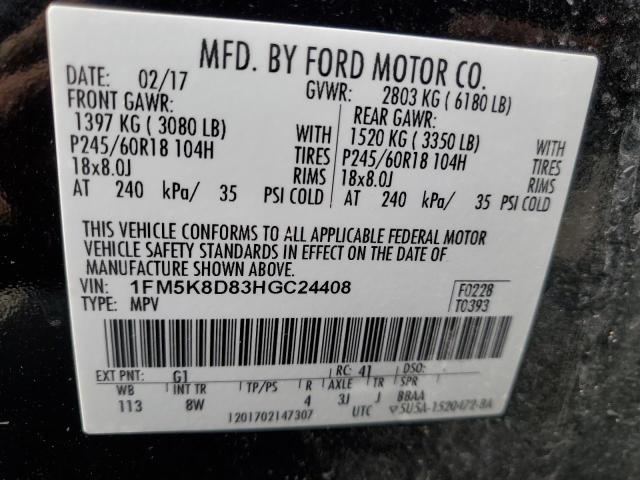 MFD. BY FORD MOTOR CO.
DATE: 02/17 GVWR: 2803 KG ( 6180 LB)
FRONT GAWR: REAR GAWR:
1397 KG ( 3080 LB) WITH 1520 KG ( 3350 LB) WITH
P245/60R18 104H TIRES P245/60R18 104H TIRES
18x8.0J RIMS 18x8.0J RIMS
AT 240 kPa/ 35 PSI COLD AT 240 kPa/ 35 PSI COLD
THIS VEHICLE CONFORMS TO ALL APPLICABLE FEDERAL MOTOR
VEHICLE SAFETY STANDARDS IN EFFECT ON THE DATE OF
MANUFACTURE SHOWN ABOVE.
VIN: 1FM5K8D83HGC24408 F0228
TYPE: MPV T0393
EXT PNT: G1 RC: 41 DSO:
WB INT TR TP/PS R AXLE TR SPR
113 8W 4 3J J BBAA
1201702147307 UTC 5U5A-1520472-BA